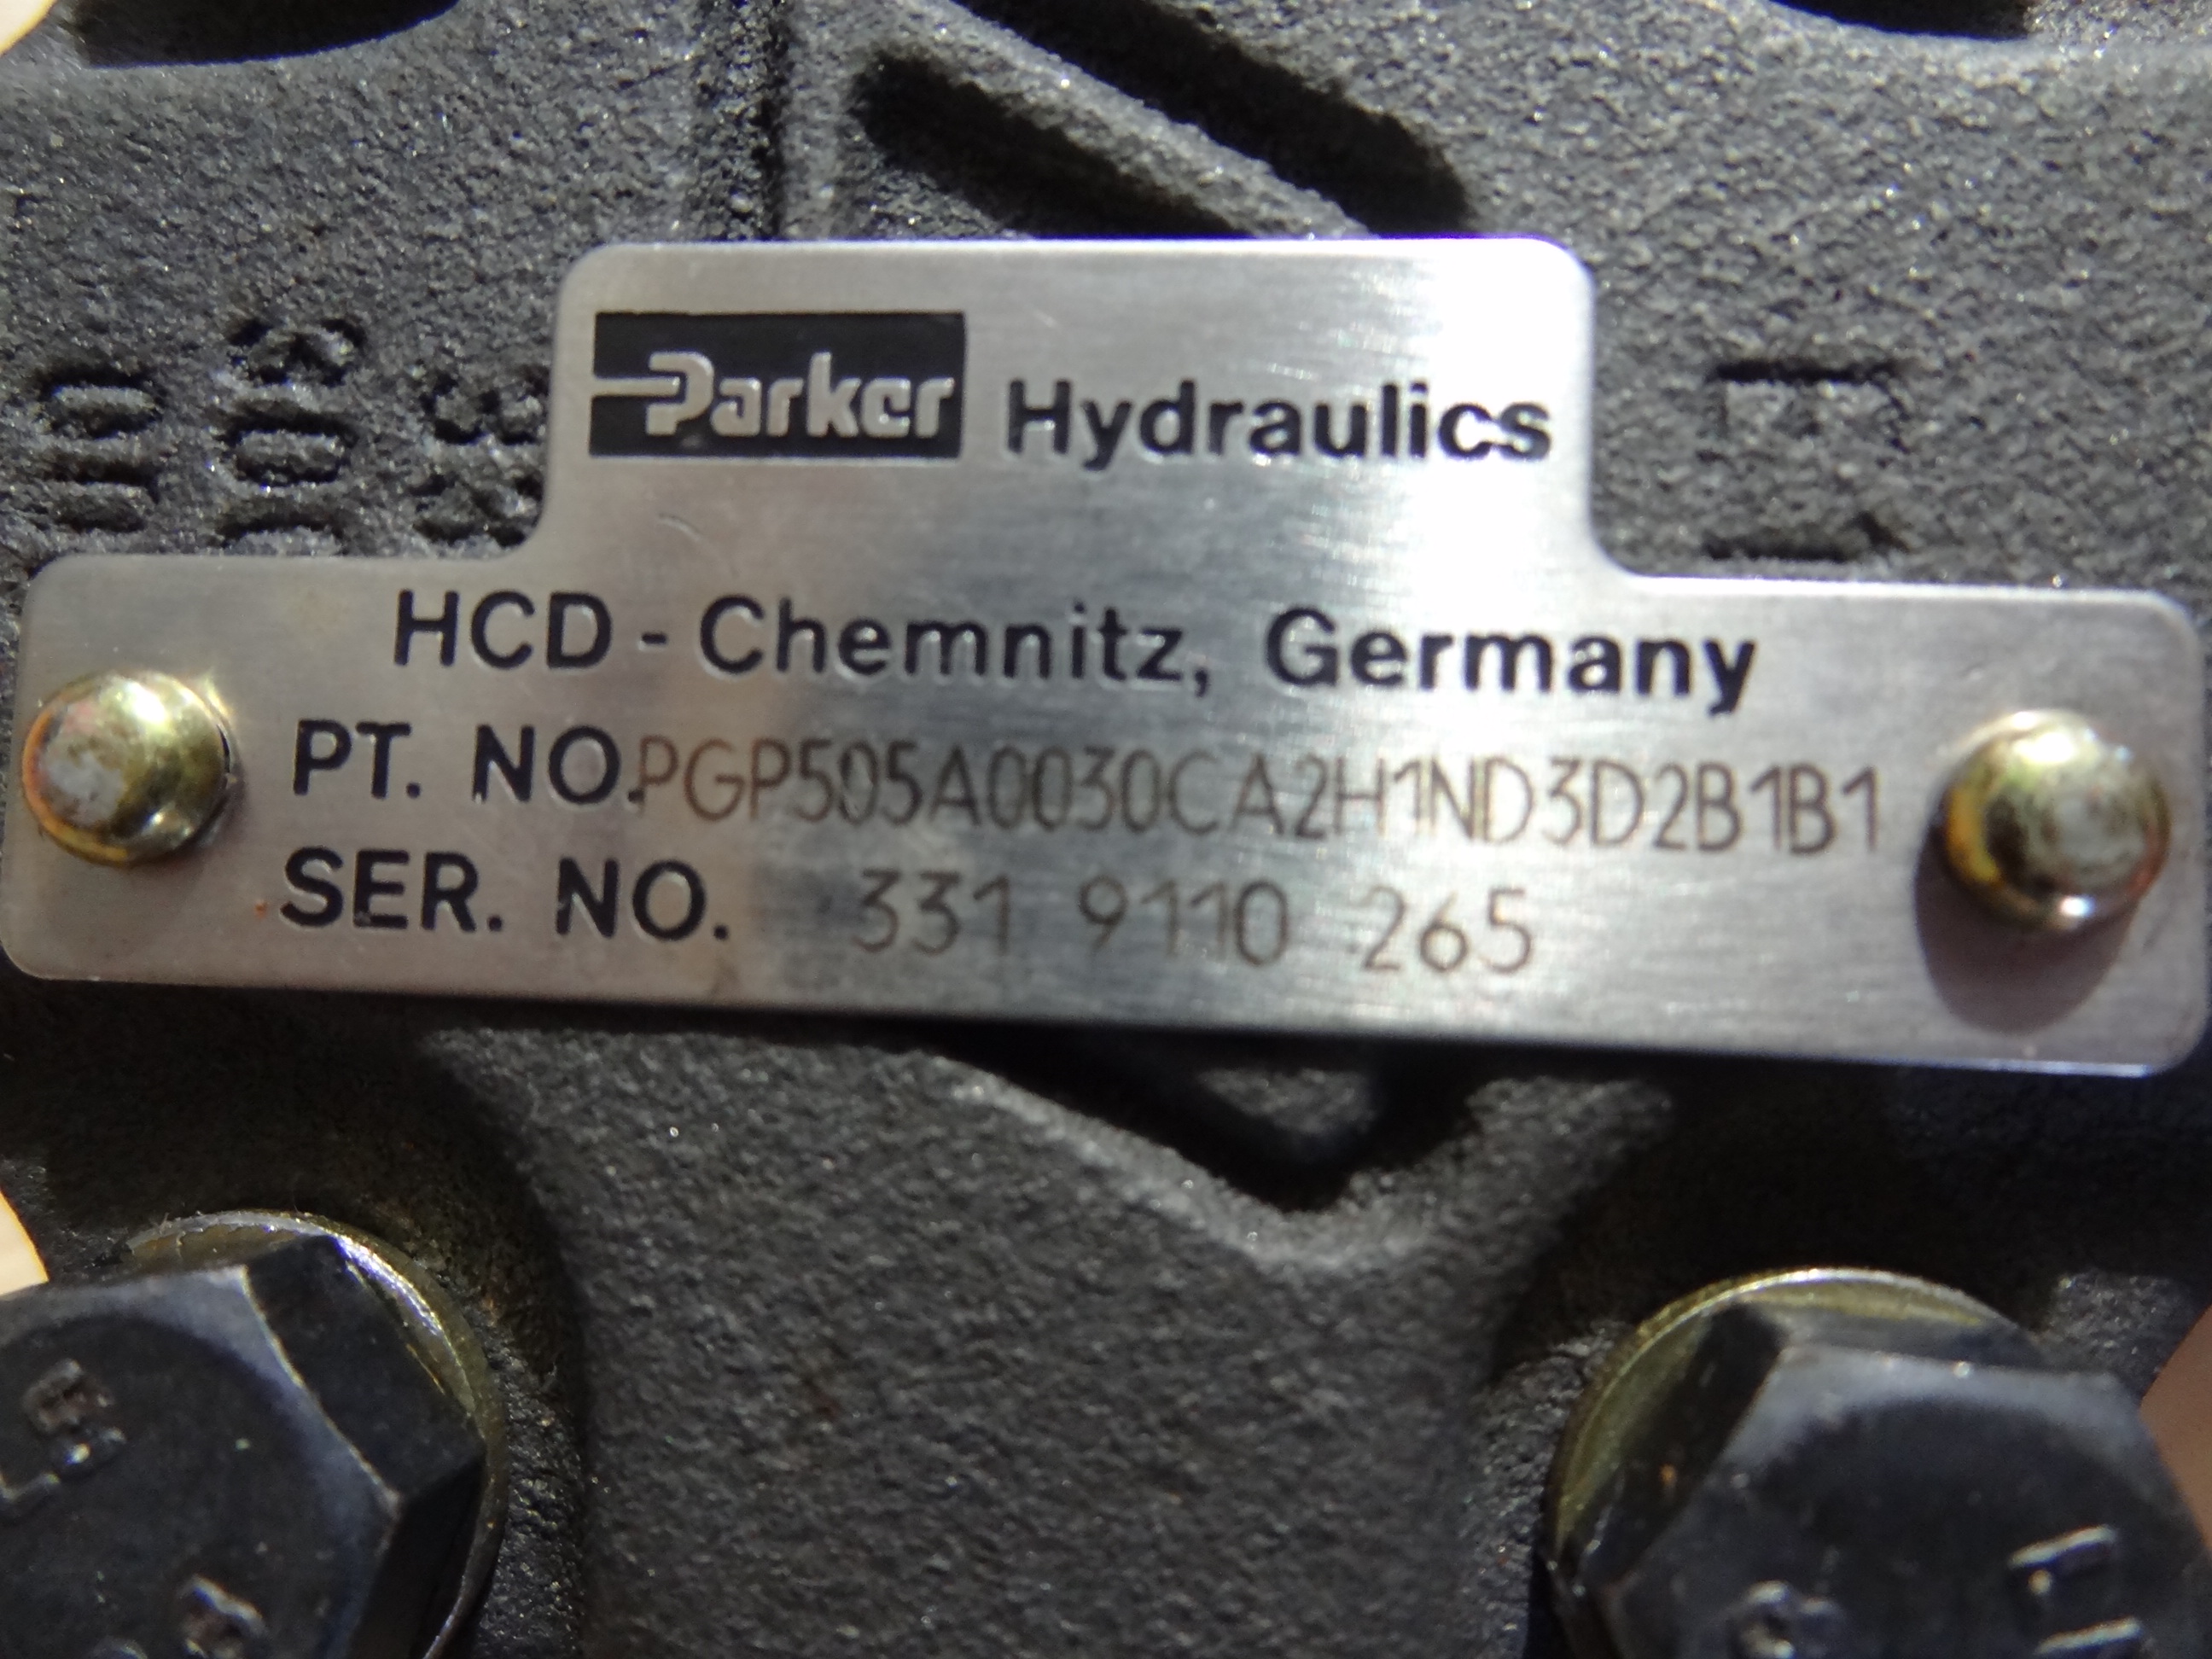 Parker Hydraulics
HCD - Chemnitz, Germany
PT. NO. PGP505A0030CA2H1ND3D2B1B1
SER. NO. 331 9110 265